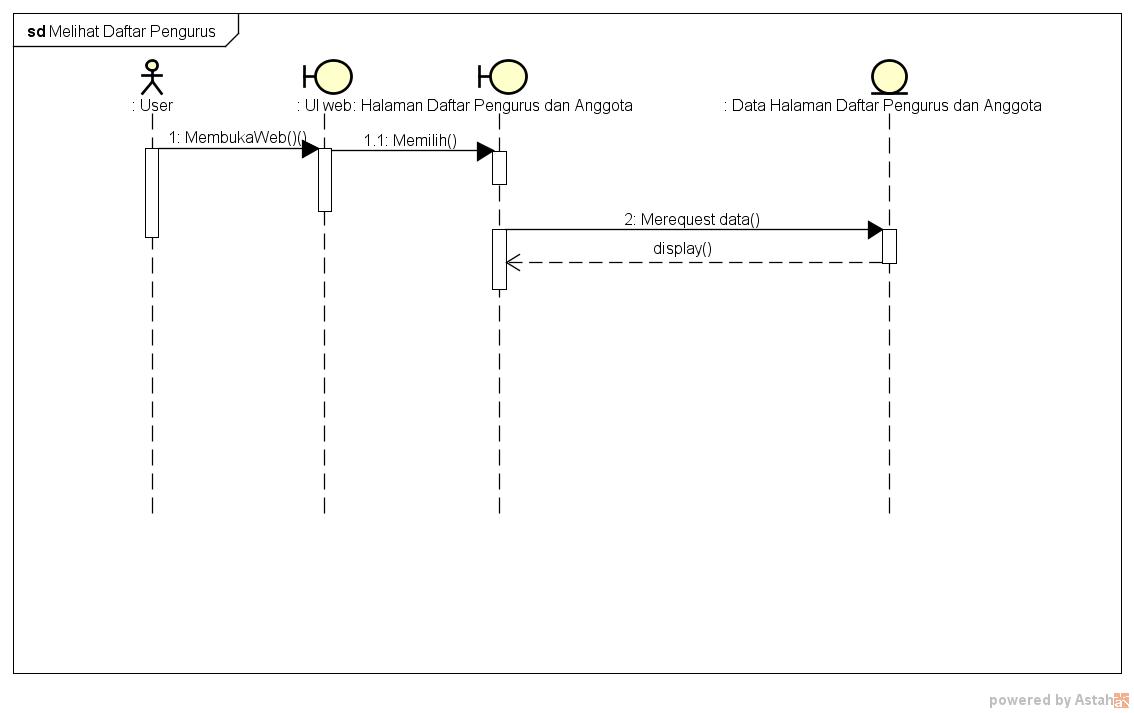 sd Melihat Daftar Pengurus
: User
: UI web
: Halaman Daftar Pengurus dan Anggota
: Data Halaman Daftar Pengurus dan Anggota
1: MembukaWeb()()
1.1: Memilih()
2: Merequest data()
display()
powered by Astah